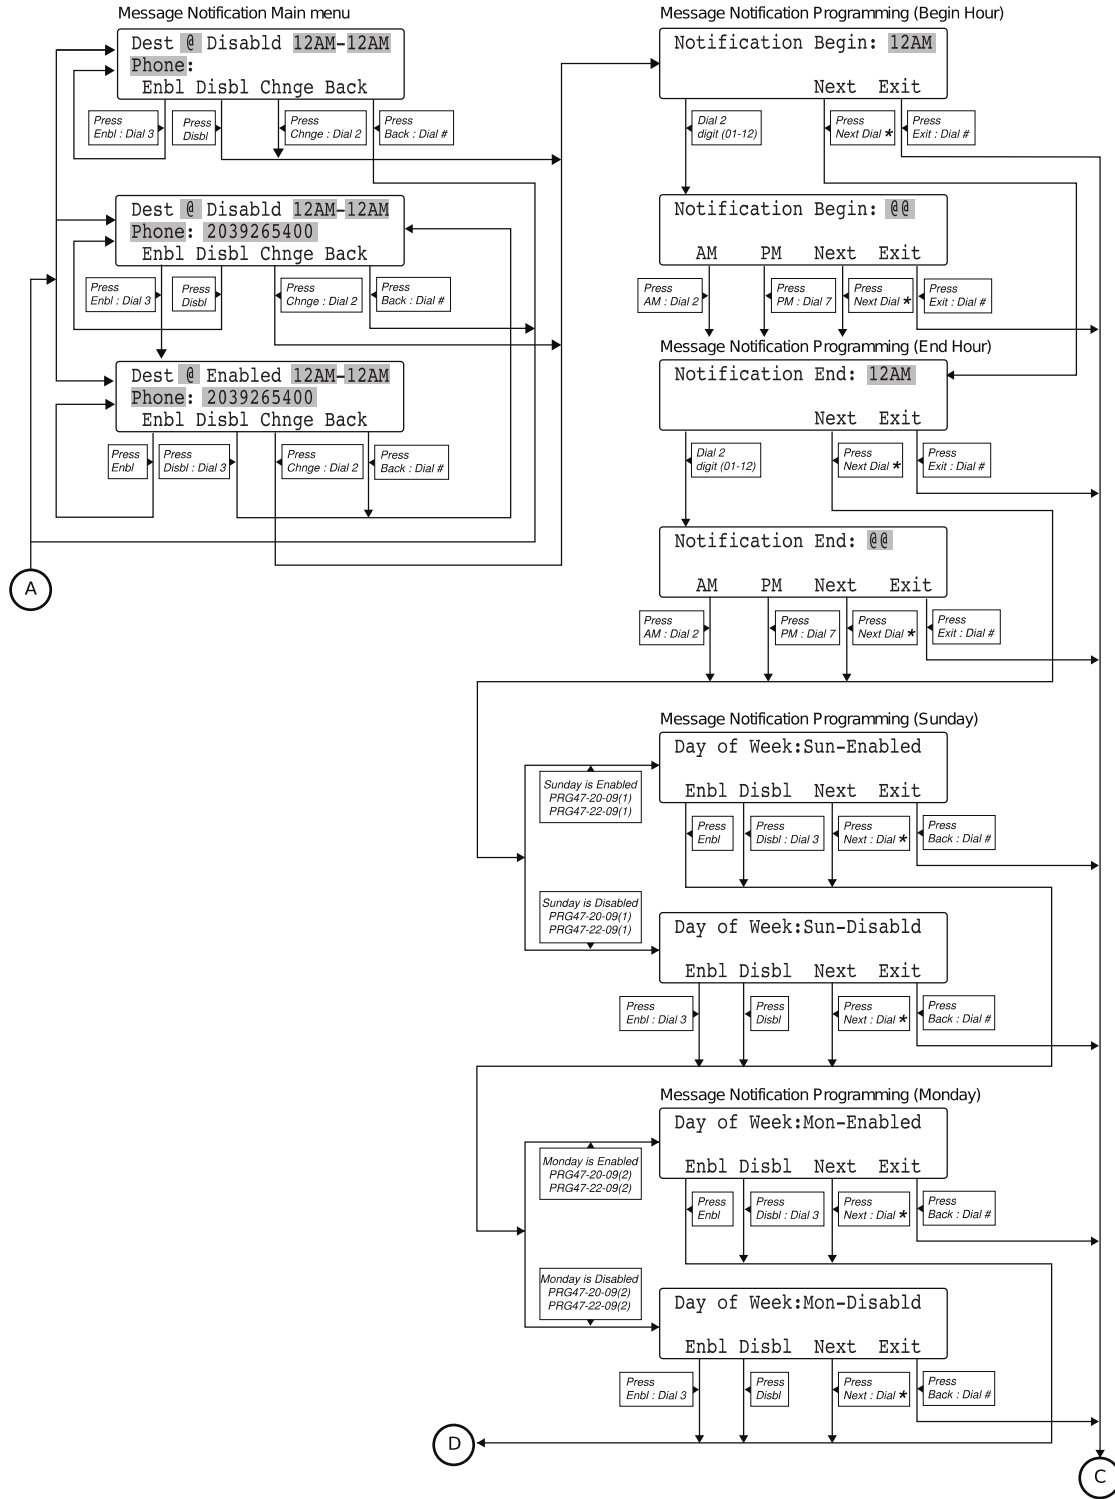 Message Notification Main menu
Dest @ Disabld 12AM-12AM
Phone:
Enbl Disbl Chnge Back
Press
Enbl : Dial 3
Press
Disbl
Press
Chnge : Dial 2
Press
Back : Dial #
Dest @ Disabld 12AM-12AM
Phone: 2039265400
Enbl Disbl Chnge Back
Press
Enbl : Dial 3
Press
Disbl
Press
Chnge : Dial 2
Press
Back : Dial #
Dest @ Enabled 12AM-12AM
Phone: 2039265400
Enbl Disbl Chnge Back
Press
Enbl
Press
Disbl : Dial 3
Press
Chnge : Dial 2
Press
Back : Dial #
A
Message Notification Programming (Begin Hour)
Notification Begin: 12AM
Next Exit
Dial 2
digit (01-12)
Press
Next Dial *
Press
Exit : Dial #
Notification Begin: @@
AM PM Next Exit
Press
AM : Dial 2
Press
PM : Dial 7
Press
Next Dial *
Press
Exit : Dial #
Message Notification Programming (End Hour)
Notification End: 12AM
Next Exit
Dial 2
digit (01-12)
Press
Next Dial *
Press
Exit : Dial #
Notification End: @@
AM PM Next Exit
Press
AM : Dial 2
Press
PM : Dial 7
Press
Next Dial *
Press
Exit : Dial #
Message Notification Programming (Sunday)
Day of Week:Sun-Enabled
Enbl Disbl Next Exit
Sunday is Enabled
PRG47-20-09(1)
PRG47-22-09(1)
Press
Enbl
Press
Disbl : Dial 3
Press
Next : Dial *
Press
Back : Dial #
Sunday is Disabled
PRG47-20-09(1)
PRG47-22-09(1)
Day of Week:Sun-Disabld
Enbl Disbl Next Exit
Press
Enbl : Dial 3
Press
Disbl
Press
Next : Dial *
Press
Back : Dial #
Message Notification Programming (Monday)
Day of Week:Mon-Enabled
Enbl Disbl Next Exit
Monday is Enabled
PRG47-20-09(2)
PRG47-22-09(2)
Press
Enbl
Press
Disbl : Dial 3
Press
Next : Dial *
Press
Back : Dial #
Monday is Disabled
PRG47-20-09(2)
PRG47-22-09(2)
Day of Week:Mon-Disabld
Enbl Disbl Next Exit
Press
Enbl : Dial 3
Press
Disbl
Press
Next : Dial *
Press
Back : Dial #
D
C